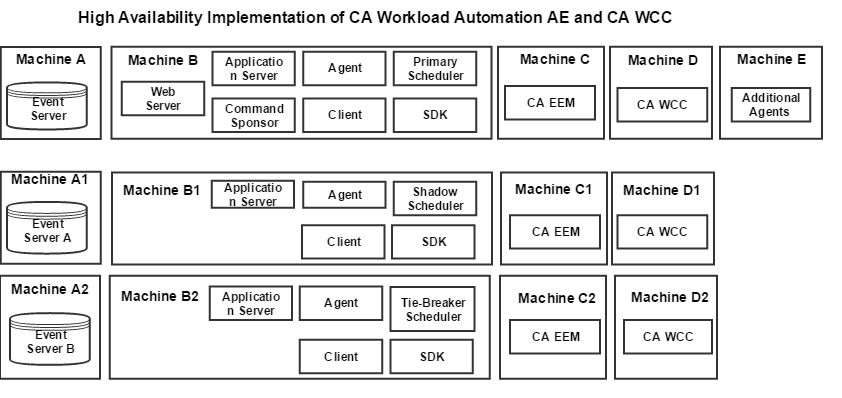 High Availability Implementation of CA Workload Automation AE and CA WCC
Machine A
Event
Server
Machine B
Web
Server
Applicatio
n Server
Agent
Primary
Scheduler
Command
Sponsor
Client
SDK
Machine C
CA EEM
Machine D
CA WCC
Machine E
Additional
Agents
Machine A1
Event
Server A
Machine B1
Applicatio
n Server
Agent
Shadow
Scheduler
Client
SDK
Machine C1
CA EEM
Machine D1
CA WCC
Machine A2
Event
Server B
Machine B2
Applicatio
n Server
Agent
Tie-Breaker
Scheduler
Client
SDK
Machine C2
CA EEM
Machine D2
CA WCC